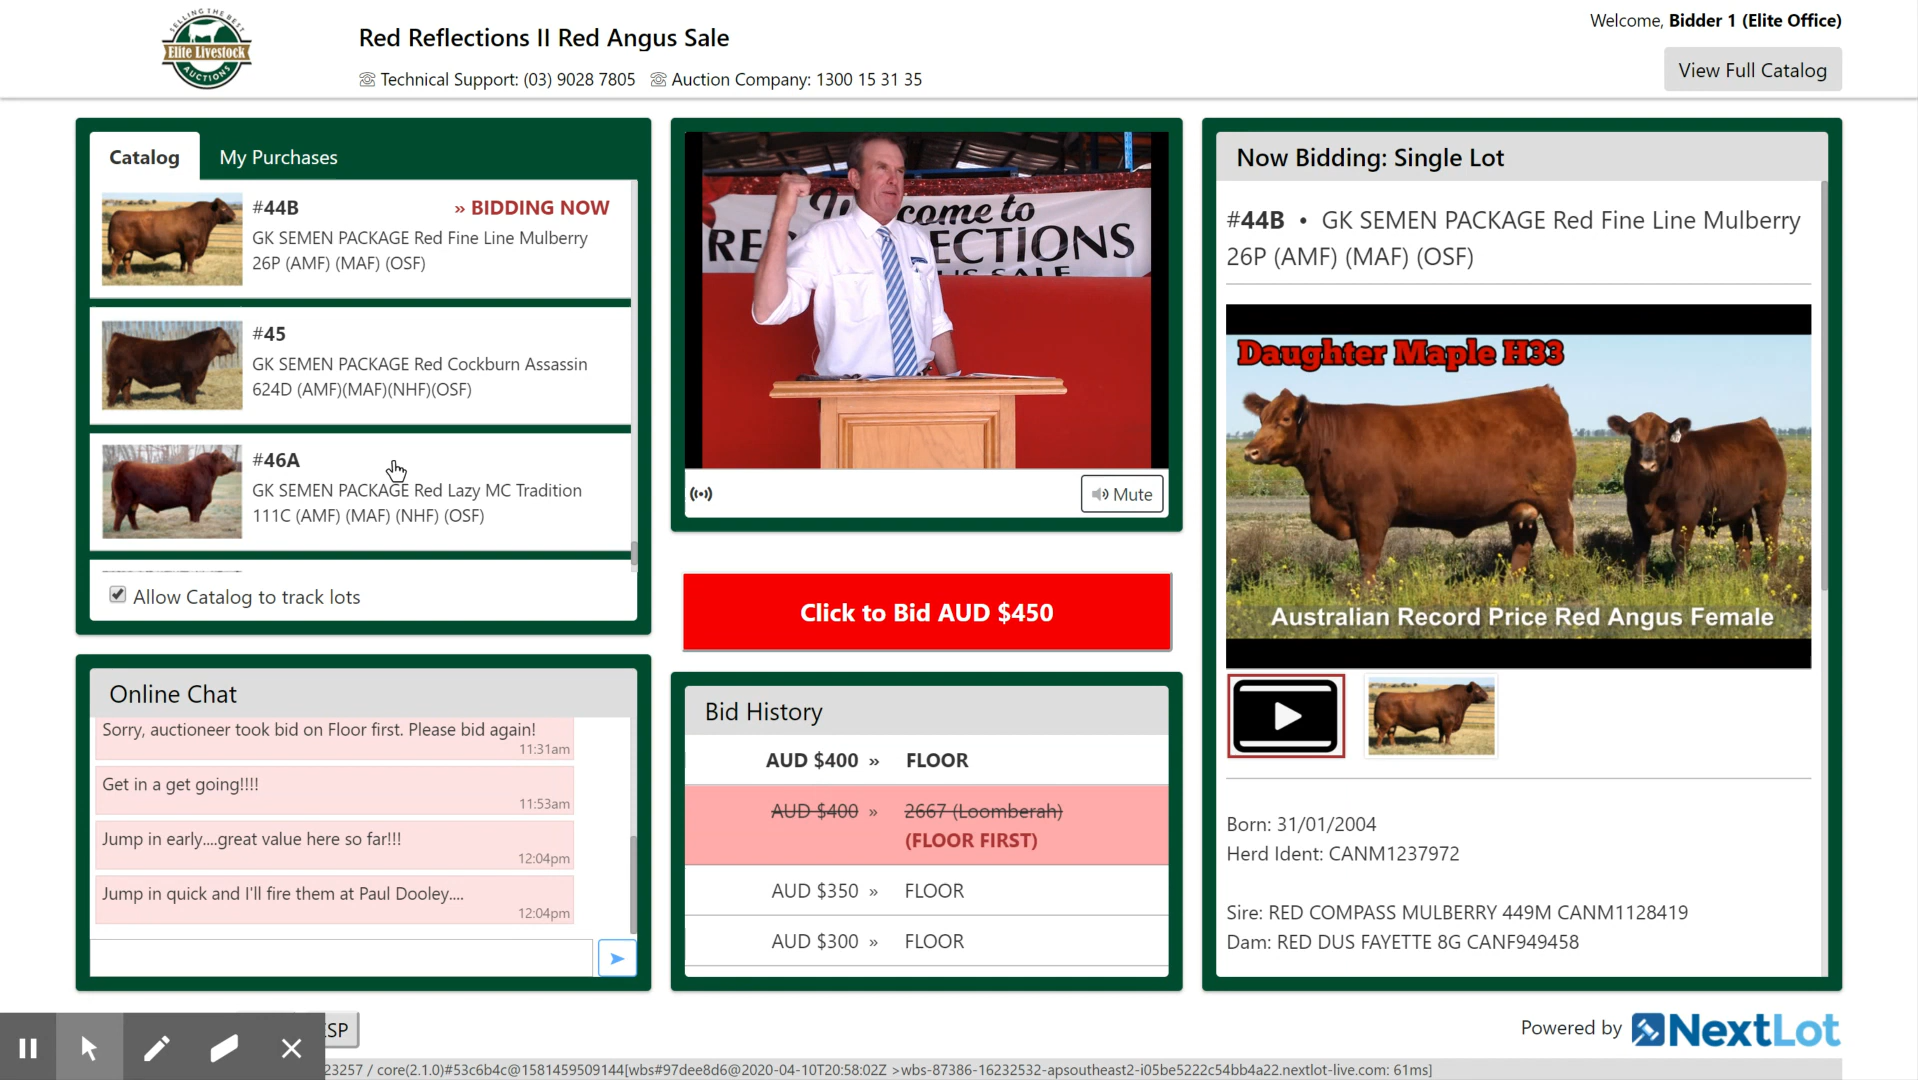 SELLING THE BEST
Elite Livestock
AUCTIONS
Red Reflections II Red Angus Sale
Technical Support: (03) 9028 7805 Auction Company: 1300 15 31 35
Welcome, Bidder 1 (Elite Office)
View Full Catalog
Catalog My Purchases
#44B » BIDDING NOW
GK SEMEN PACKAGE Red Fine Line Mulberry
26P (AMF) (MAF) (OSF)
#45
GK SEMEN PACKAGE Red Cockburn Assassin
624D (AMF)(MAF)(NHF)(OSF)
#46A
GK SEMEN PACKAGE Red Lazy MC Tradition
111C (AMF) (MAF) (NHF) (OSF)
Allow Catalog to track lots
Online Chat
Sorry, auctioneer took bid on Floor first. Please bid again!
11:31am
Get in a get going!!!!
11:53am
Jump in early....great value here so far!!!
12:04pm
Jump in quick and I'll fire them at Paul Dooley....
12:04pm
come to
RE ECTIONS
US SALE
Mute
Click to Bid AUD $450
Bid History
AUD $400 » FLOOR
AUD $400 » 2667 (Loomberah)
(FLOOR FIRST)
AUD $350 » FLOOR
AUD $300 » FLOOR
Now Bidding: Single Lot
#44B • GK SEMEN PACKAGE Red Fine Line Mulberry
26P (AMF) (MAF) (OSF)
Daughter Maple H33
Australian Record Price Red Angus Female
Born: 31/01/2004
Herd Ident: CANM1237972
Sire: RED COMPASS MULBERRY 449M CANM1128419
Dam: RED DUS FAYETTE 8G CANF949458
SP
Powered by NextLot
23257 / core(2.1.0)#53c6b4c@1581459509144[wbs#97dee8d6@2020-04-10T20:58:02Z >wbs-87386-16232532-apsoutheast2-i05be5222c54bb4a22.nextlot-live.com: 61ms]